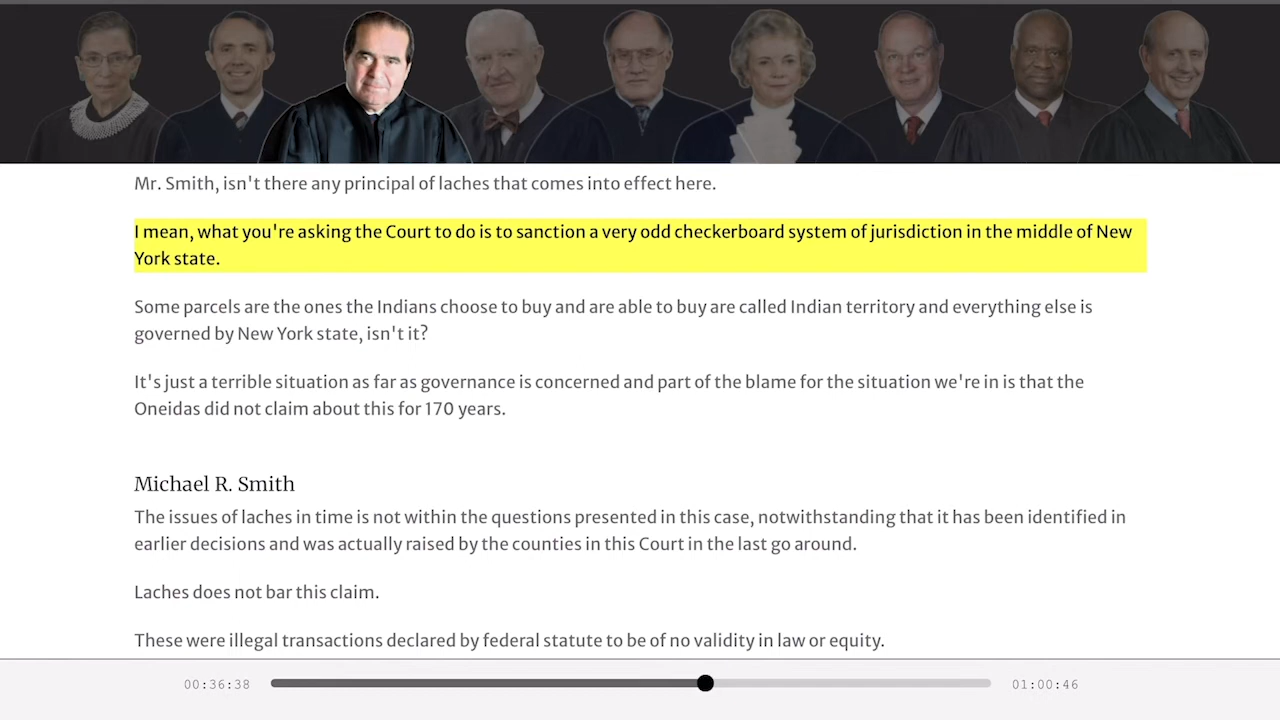 Mr. Smith, isn't there any principal of laches that comes into effect here.
I mean, what you're asking the Court to do is to sanction a very odd checkerboard system of jurisdiction in the middle of New
York state.
Some parcels are the ones the Indians choose to buy and are able to buy are called Indian territory and everything else is
governed by New York state, isn't it?
It's just a terrible situation as far as governance is concerned and part of the blame for the situation we're in is that the
Oneidas did not claim about this for 170 years.
Michael R. Smith
The issues of laches in time is not within the questions presented in this case, notwithstanding that it has been identified in
earlier decisions and was actually raised by the counties in this Court in the last go around.
Laches does not bar this claim.
These were illegal transactions declared by federal statute to be of no validity in law or equity.
00:36:38
01:00:46